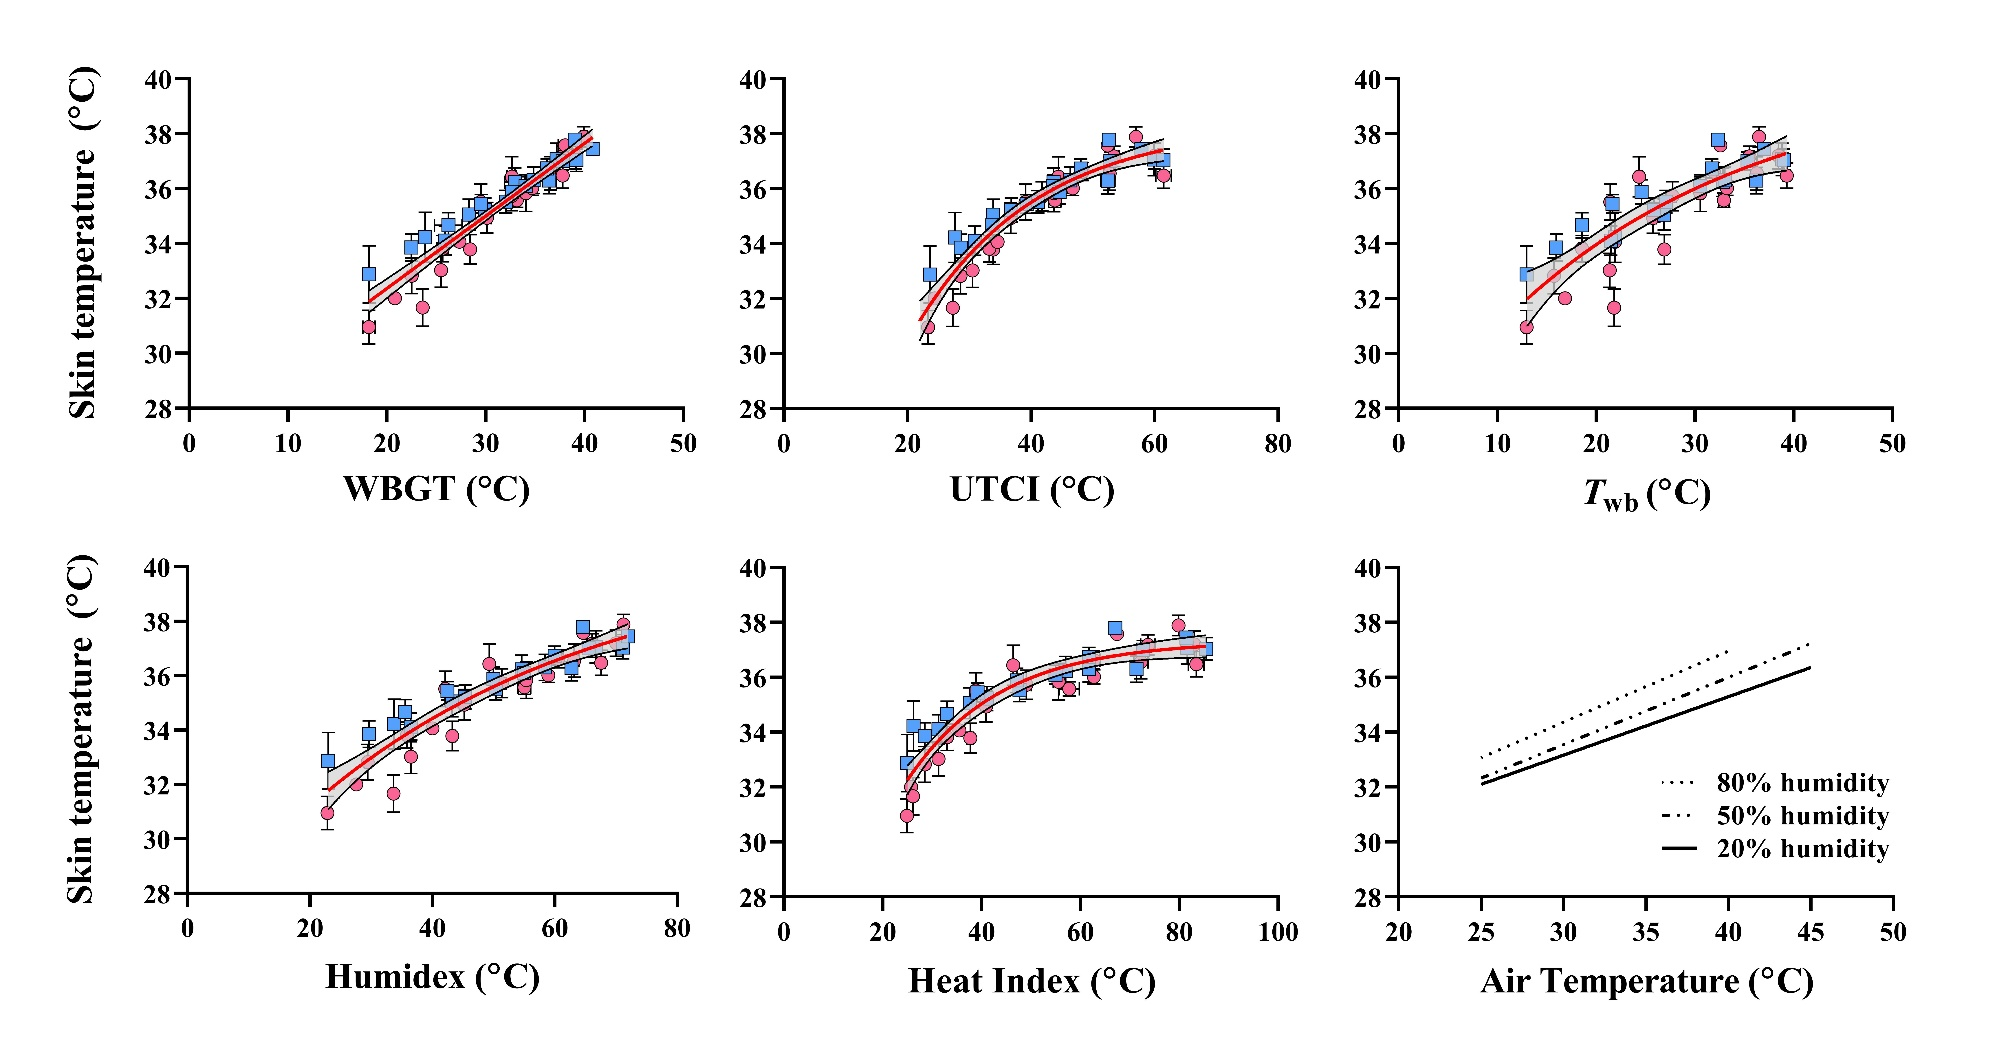 Skin temperature (°C)
40
38
36
34
32
30
28
0 10 20 30 40 50
WBGT (°C)
40
38
36
34
32
30
28
0 20 40 60 80
UTCI (°C)
40
38
36
34
32
30
28
0 10 20 30 40 50
Twb (°C)
Skin temperature (°C)
40
38
36
34
32
30
28
0 20 40 60 80
Humidex (°C)
40
38
36
34
32
30
28
0 20 40 60 80 100
Heat Index (°C)
40
38
36
34
32
30
28
80% humidity
50% humidity
20% humidity
20 25 30 35 40 45 50
Air Temperature (°C)